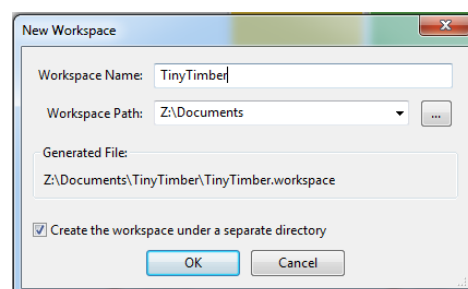 New Workspace
Workspace Name: TinyTimber
Workspace Path: Z:\Documents ...
Generated File:
Z:\Documents\TinyTimber\TinyTimber.workspace
Create the workspace under a separate directory
OK Cancel